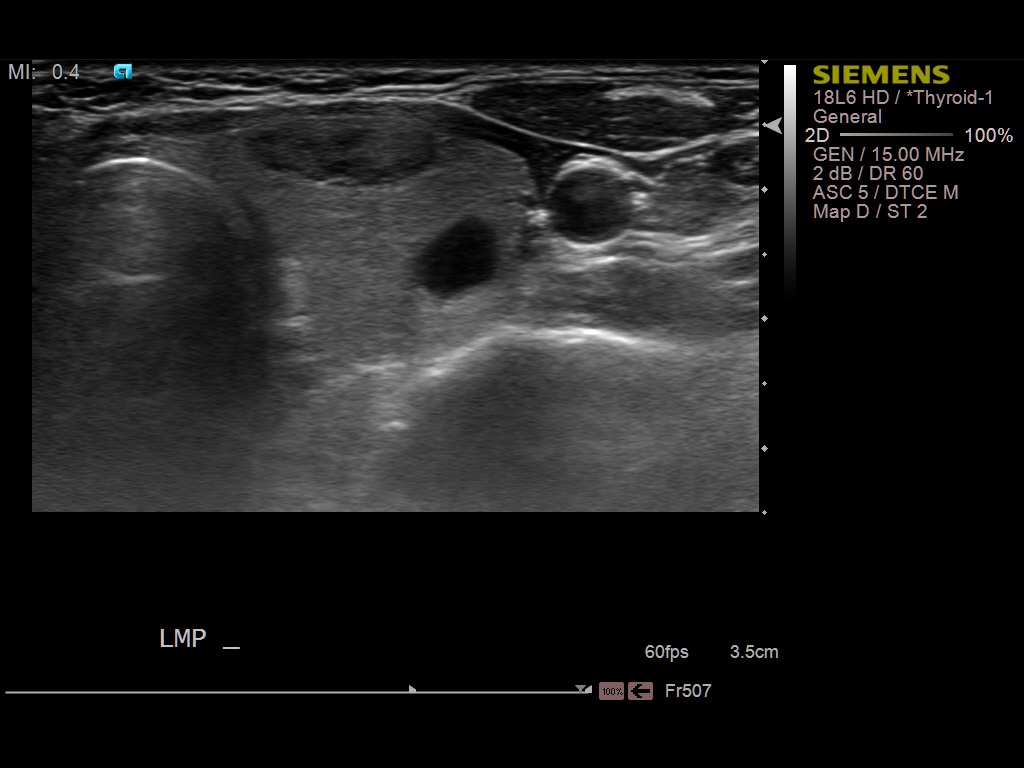 MI: 0.4
SIEMENS
18L6 HD / *Thyroid-1
General
2D 100%
GEN / 15.00 MHz
2 dB / DR 60
ASC 5 / DTCE M
Map D / ST 2
LMP _
60fps 3.5cm
100% Fr507